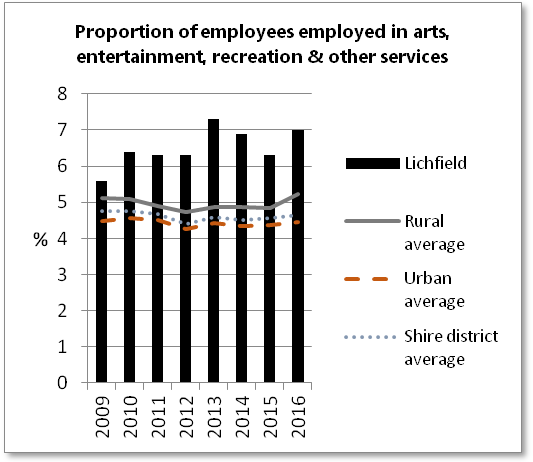 Proportion of employees employed in arts,
entertainment, recreation & other services
8
7
6
5
4
3
2
1
0
%
2009
2010
2011
2012
2013
2014
2015
2016
Lichfield
Rural
average
Urban
average
Shire district
average